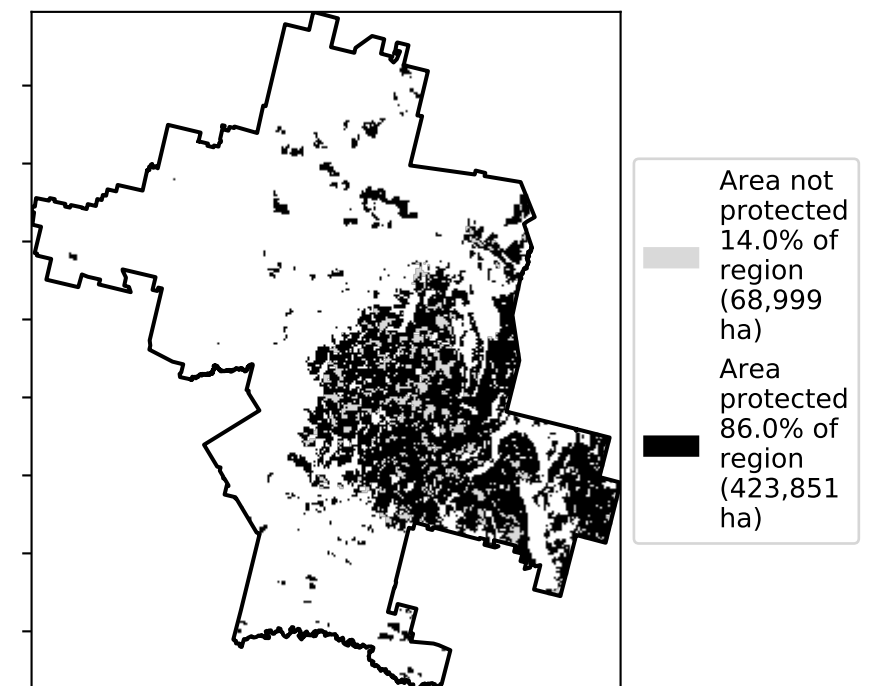 Area not
protected
14.0% of
region
(68,999
ha)
Area
protected
86.0% of
region
(423,851
ha)